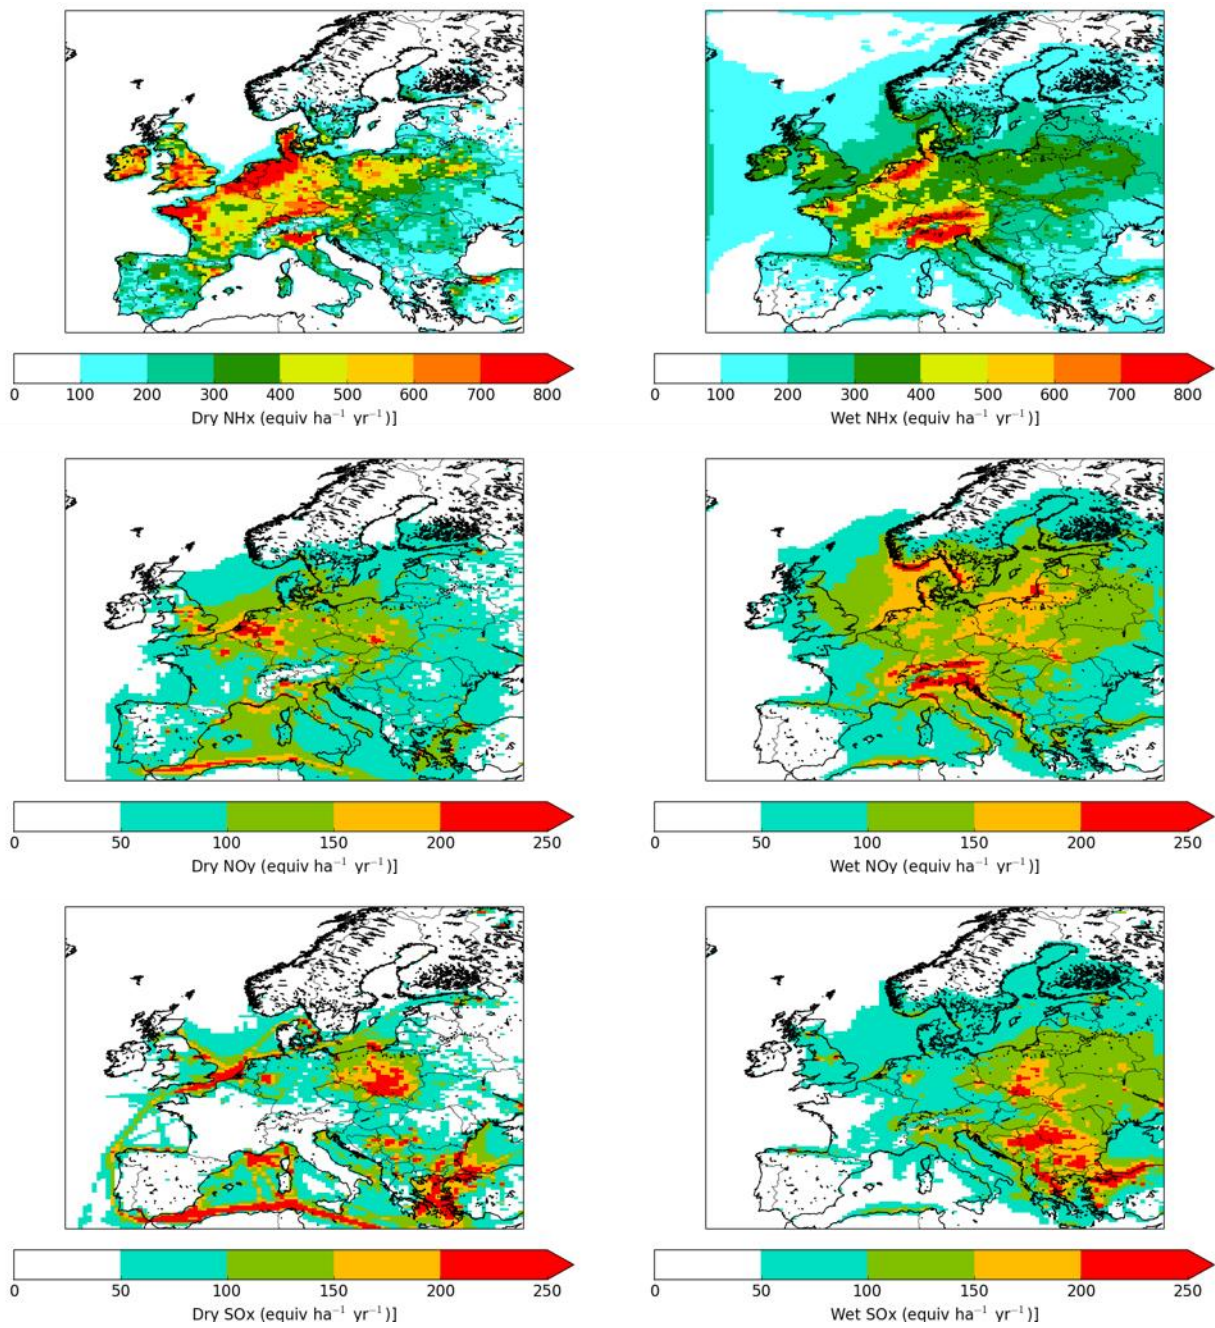 0 100 200 300 400 500 600 700 800
Dry NHx (equiv ha⁻¹ yr⁻¹)]
0 100 200 300 400 500 600 700 800
Wet NHx (equiv ha⁻¹ yr⁻¹)]
0 50 100 150 200 250
Dry NOy (equiv ha⁻¹ yr⁻¹)]
0 50 100 150 200 250
Wet NOy (equiv ha⁻¹ yr⁻¹)]
0 50 100 150 200 250
Dry SOx (equiv ha⁻¹ yr⁻¹)]
0 50 100 150 200 250
Wet SOx (equiv ha⁻¹ yr⁻¹)]